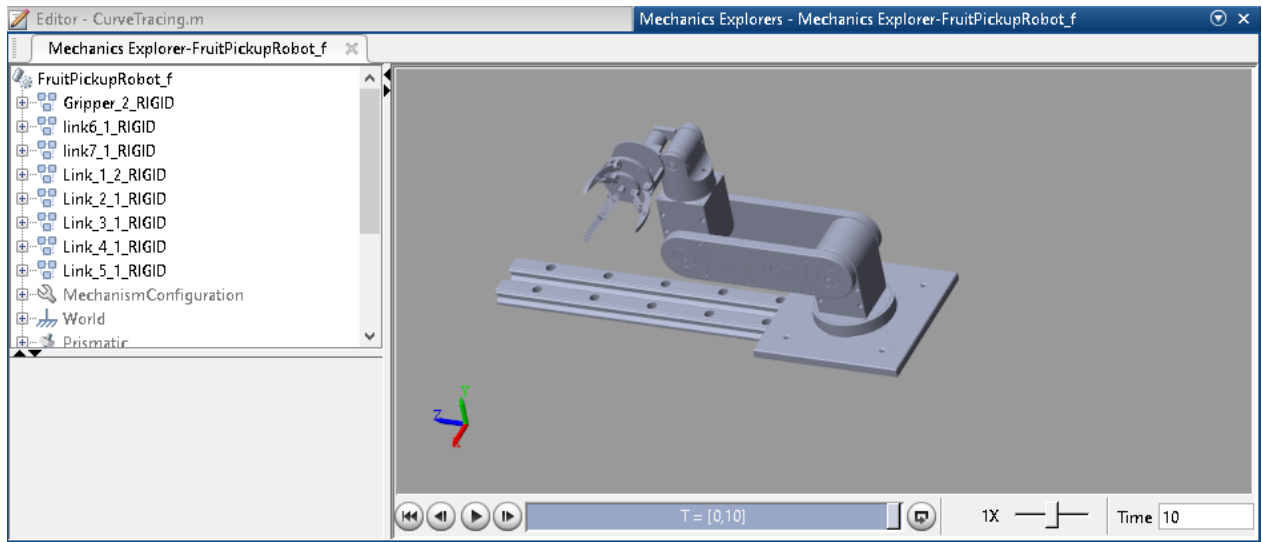 Editor - CurveTracing.m
Mechanics Explorers - Mechanics Explorer-FruitPickupRobot_f
Mechanics Explorer-FruitPickupRobot_f
FruitPickupRobot_f
Gripper_2_RIGID
link6_1_RIGID
link7_1_RIGID
Link_1_2_RIGID
Link_2_1_RIGID
Link_3_1_RIGID
Link_4_1_RIGID
Link_5_1_RIGID
MechanismConfiguration
World
Prismatic
Y
Z
T = [0,10]
1X
Time 10